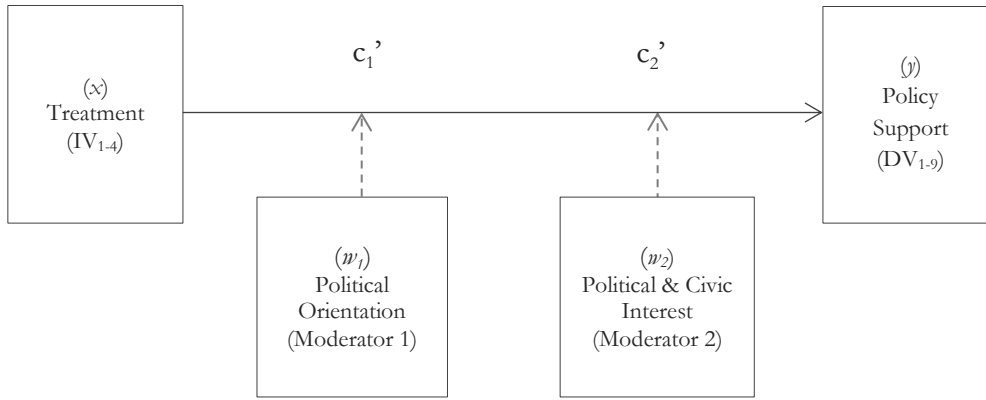 c₁’
c₂’
(x)
Treatment
(IV₁₋₄)
(y)
Policy
Support
(DV₁₋₉)
(w₁)
Political
Orientation
(Moderator 1)
(w₂)
Political & Civic
Interest
(Moderator 2)